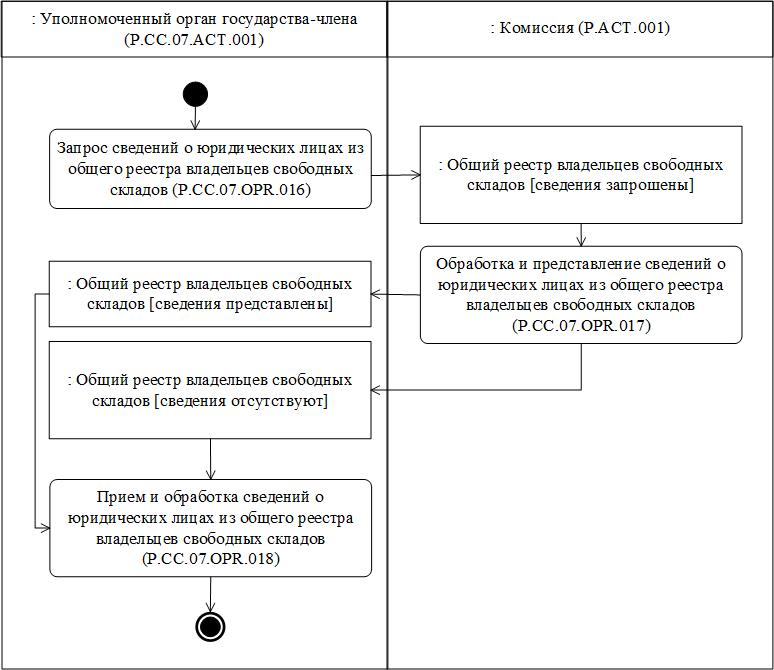 : Уполномоченный орган государства-члена
(P.CC.07.ACT.001)
: Комиссия (P.ACT.001)
Запрос сведений о юридических лицах из
общего реестра владельцев свободных
складов (P.CC.07.OPR.016)
: Общий реестр владельцев свободных
складов [сведения запрошены]
Обработка и представление сведений о
юридических лицах из общего реестра
владельцев свободных складов
(P.CC.07.OPR.017)
: Общий реестр владельцев свободных
складов [сведения представлены]
: Общий реестр владельцев свободных
складов [сведения отсутствуют]
Прием и обработка сведений о
юридических лицах из общего реестра
владельцев свободных складов
(P.CC.07.OPR.018)